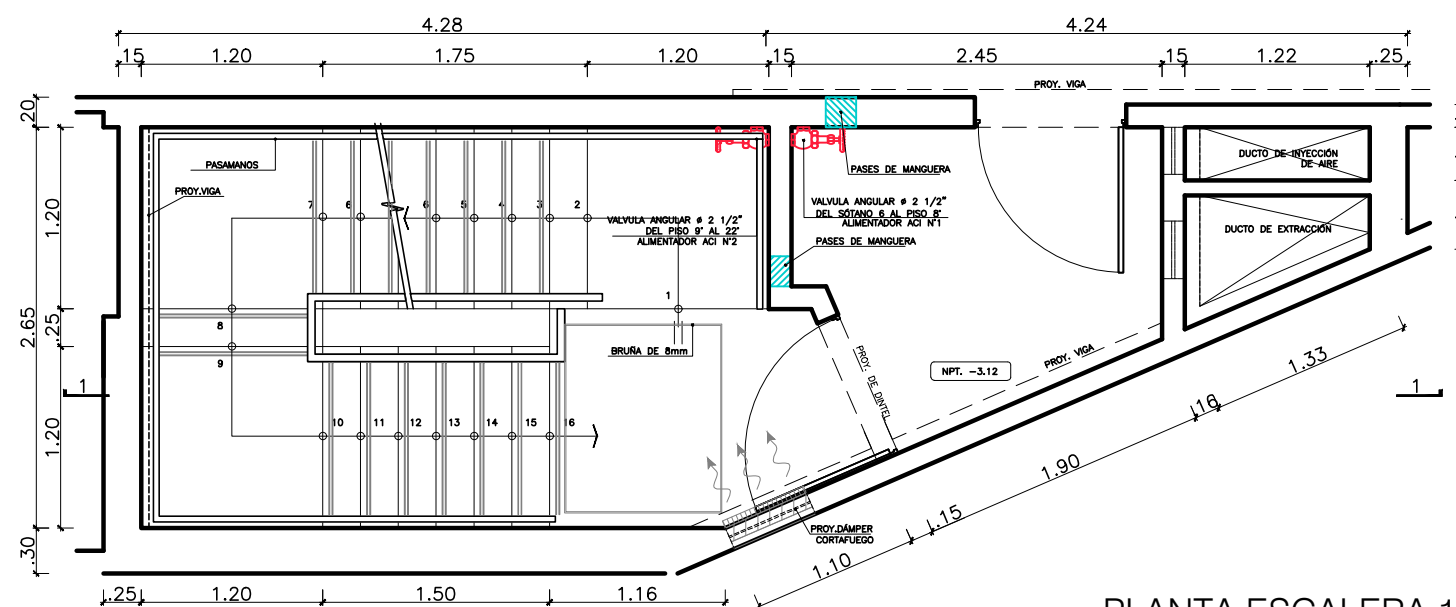 4.28
4.24
.15
1.20
1.75
1.20
.15
2.45
.15
1.22
.25
PROY. VIGA
.20
PASAMANOS
PROY.VIGA
PASES DE MANGUERA
DUCTO DE INYECCIÓN
DE AIRE
VALVULA ANGULAR ø 2 1/2"
DEL SÓTANO 6 AL PISO 8°
ALIMENTADOR ACI N°1
7
6
6
5
4
3
2
VALVULA ANGULAR ø 2 1/2"
DEL PISO 9° AL 22°
ALIMENTADOR ACI N°2
PASES DE MANGUERA
DUCTO DE EXTRACCIÓN
1.20
2.65
.25
1.20
.30
8
9
1
BRUÑA DE 8mm
PROY. DE DINTEL
NPT. -3.12
PROY. VIGA
1
1
10
11
12
13
14
15
16
PROY.DÁMPER
CORTAFUEGO
1.33
.16
1.90
.15
1.10
.25
1.20
1.50
1.16
PLANTA ESCALERA 1